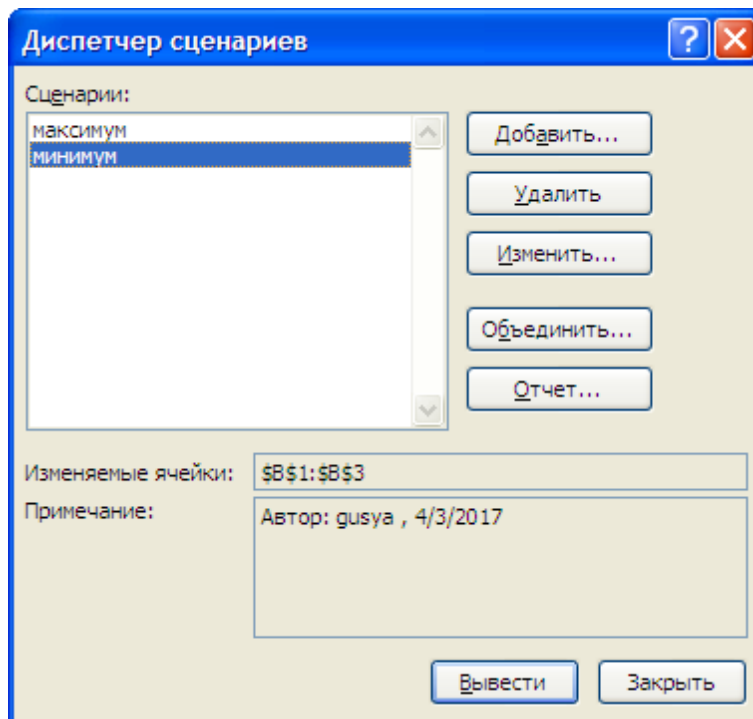 Диспетчер сценариев
Сценарии:
максимум
минимум
Добавить...
Удалить
Изменить...
Объединить...
Отчет...
Изменяемые ячейки: $B$1:$B$3
Примечание: Автор: gusya , 4/3/2017
Вывести Закрыть